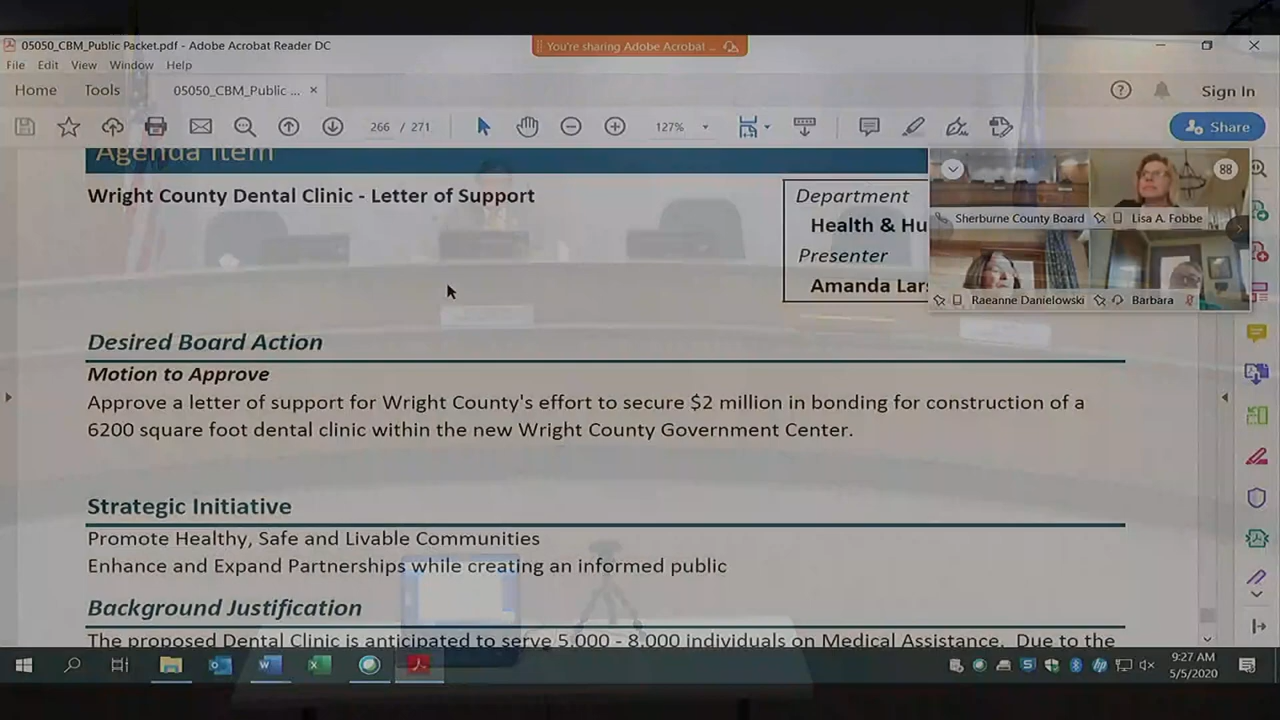 05050_CBM_Public Packet.pdf - Adobe Acrobat Reader DC
You're sharing Adobe Acrobat ...
File Edit View Window Help
Home Tools 05050_CBM_Public ... × Sign In
266 / 271 127% Share
Agenda Item
Wright County Dental Clinic - Letter of Support
Department
Health & Hu
Presenter
Amanda Lars
88
Sherburne County Board Lisa A. Fobbe
Raeanne Danielowski Barbara
Desired Board Action
Motion to Approve
Approve a letter of support for Wright County's effort to secure $2 million in bonding for construction of a
6200 square foot dental clinic within the new Wright County Government Center.
Strategic Initiative
Promote Healthy, Safe and Livable Communities
Enhance and Expand Partnerships while creating an informed public
Background Justification
The proposed Dental Clinic is anticipated to serve 5,000 - 8,000 individuals on Medical Assistance. Due to the
9:27 AM
5/5/2020